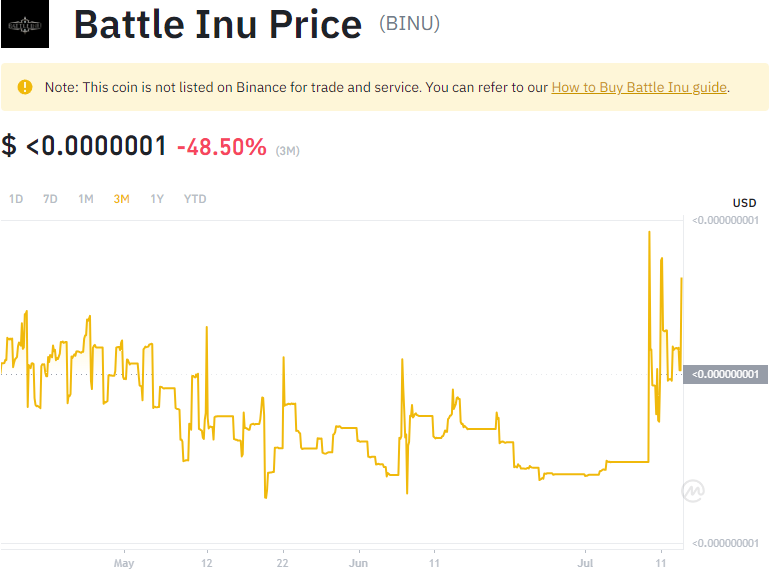 BATTLE INU
Battle Inu Price (BINU)
Note: This coin is not listed on Binance for trade and service. You can refer to our How to Buy Battle Inu guide.
$ <0.0000001 -48.50% (3M)
1D 7D 1M 3M 1Y YTD
USD
<0.000000001
<0.000000001
<0.000000001
May 12 22 Jun 11 Jul 11